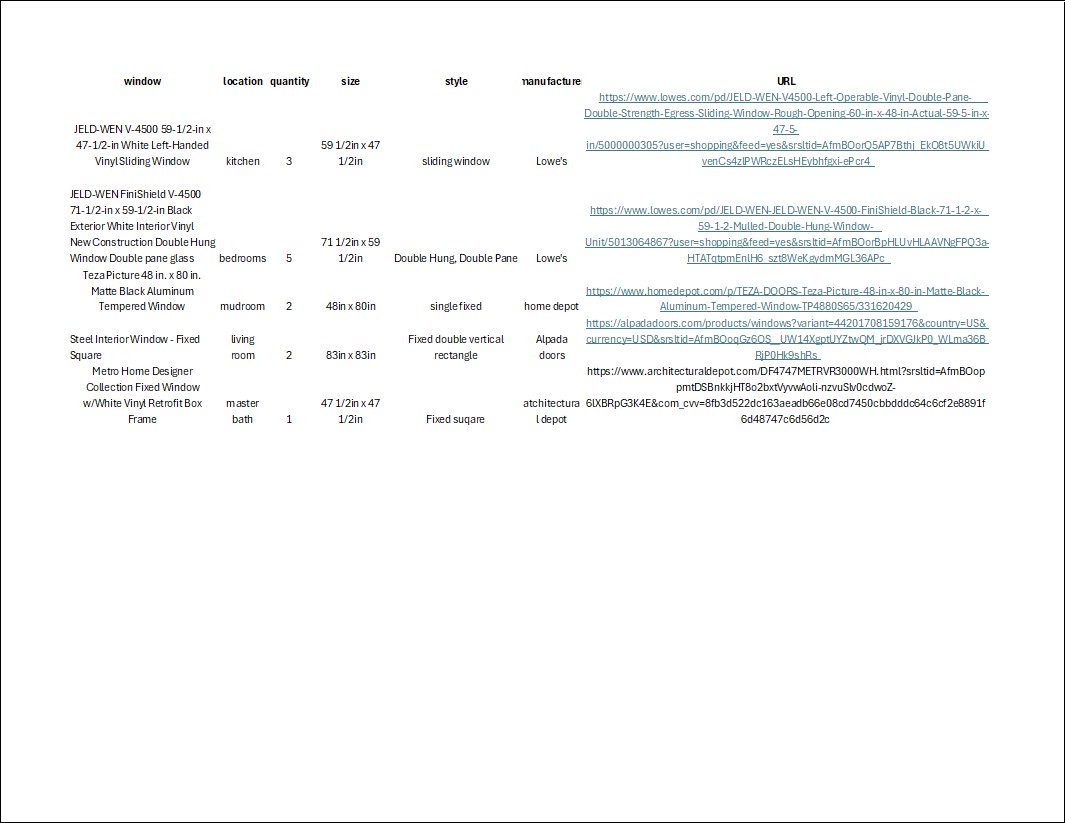 window location quantity size style manufacture URL
JELD-WEN V-4500 59-1/2-in x
47-1/2-in White Left-Handed
Vinyl Sliding Window
kitchen
3
59 1/2in x 47
1/2in
sliding window
Lowe's
https://www.lowes.com/pd/JELD-WEN-V4500-Left-Operable-Vinyl-Double-Pane-
Double-Strength-Egress-Sliding-Window-Rough-Opening-60-in-x-48-in-Actual-59-5-in-x-
47-5-
in/5000000305?user=shopping&feed=yes&srsltid=AfmBOorQ5AP7Bthj_EkO8t5UWkiU
venCs4zlPWRczELsHEybhfgxi-ePcr4
JELD-WEN FiniShield V-4500
71-1/2-in x 59-1/2-in Black
Exterior White Interior Vinyl
New Construction Double Hung
Window Double pane glass
bedrooms
5
71 1/2in x 59
1/2in
Double Hung, Double Pane
Lowe's
https://www.lowes.com/pd/JELD-WEN-JELD-WEN-V-4500-FiniShield-Black-71-1-2-x-
59-1-2-Mulled-Double-Hung-Window-
Unit/5013064867?user=shopping&feed=yes&srsltid=AfmBOorBpHLUvHLAAVNgFPQ3a-
HTATqtpmEnlH6_szt8WeKgydmMGL36APc
Teza Picture 48 in. x 80 in.
Matte Black Aluminum
Tempered Window
mudroom
2
48in x 80in
single fixed
home depot
https://www.homedepot.com/p/TEZA-DOORS-Teza-Picture-48-in-x-80-in-Matte-Black-
Aluminum-Tempered-Window-TP4880S65/331620429
Steel Interior Window - Fixed
Square
living
room
2
83in x 83in
Fixed double vertical
rectangle
Alpada
doors
https://alpadadoors.com/products/windows?variant=44201708159176&country=US&
currency=USD&srsltid=AfmBOoqGz6OS__UW14XgptUYZtwQM_jrDXVGJkP0_WLma36B
RjP0Hk9shRs
Metro Home Designer
Collection Fixed Window
w/White Vinyl Retrofit Box
Frame
master
bath
1
47 1/2in x 47
1/2in
Fixed suqare
atchitectura
l depot
https://www.architecturaldepot.com/DF4747METRVR3000WH.html?srsltid=AfmBOop
pmtDSBnkkjHT8o2bxtVyvwAoli-nzvuSlv0cdwoZ-
6lXBRpG3K4E&com_cvv=8fb3d522dc163aeadb66e08cd7450cbbdddc64c6cf2e8891f
6d48747c6d56d2c